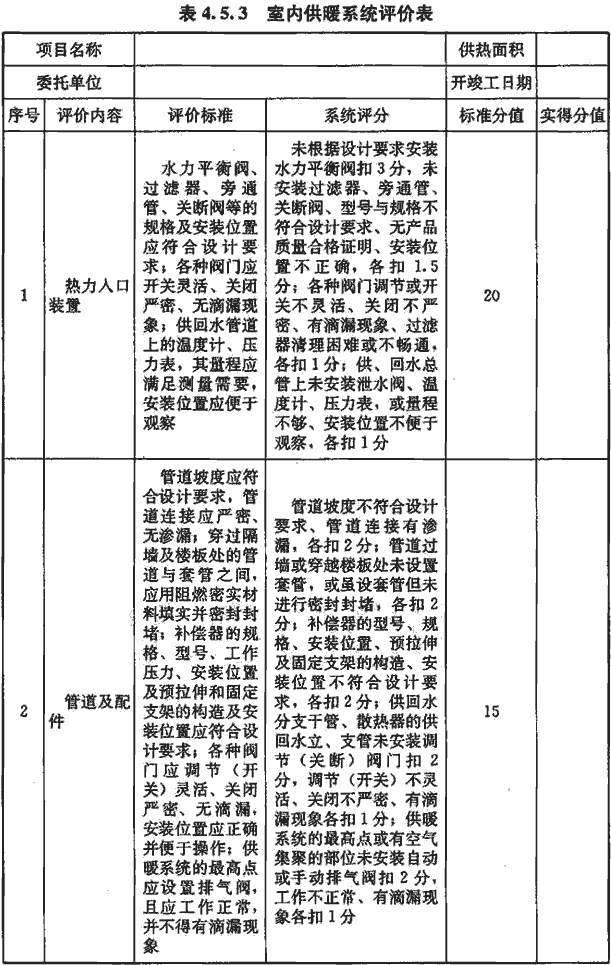 表 4.5.3 室内供暖系统评价表
项目名称
供热面积
委托单位
开竣工日期
序号 评价内容 评价标准 系统评分 标准分值 实得分值
1
热力人口
装置
水力平衡阀、
过滤器、旁通
管、关断阀等的
规格及安装位置
应符合设计要
求；各种阀门应
开关灵活、关闭
严密、无滴漏现
象；供回水管道
上的温度计、压
力表，其量程应
满足测量需要，
安装位置应便于
观察
未根据设计要求安装
水力平衡阀扣 3 分，未
安装过滤器、旁通管、
关断阀、型号与规格不
符合设计要求、无产品
质量合格证明、安装位
置不正确，各扣 1.5
分；各种阀门调节或开
关不灵活、关闭不严
密、有滴漏现象、过滤
器清理困难或不畅通，
各扣 1 分；供、回水总
管上未安装泄水阀、温
度计、压力表，或量程
不够、安装位置不便于
观察，各扣 1 分
20
2
管道及配
件
管道坡度应符
合设计要求，管
道连接应严密、
无渗漏；穿过隔
墙及楼板处的管
道与套管之间，
应用阻燃密实材
料填实并密封封
堵；补偿器的规
格、型号、工作
压力、安装位置
及预拉伸和固定
支架的构造及安
装位置应符合设
计要求；各种阀
门应调节（开
关）灵活、关闭
严密、无滴漏，
安装位置应正确
并便于操作；供
暖系统的最高点
应设置排气阀，
且应工作正常，
并不得有滴漏现
象
管道坡度不符合设计
要求、管道连接有渗
漏，各扣 2 分；管道过
墙或穿越楼板处未设置
套管，或虽设套管但未
进行密封封堵，各扣 2
分；补偿器的型号、规
格、安装位置、预拉伸
及固定支架的构造、安
装位置不符合设计要
求，各扣 2 分；供回水
分支干管、散热器的供
回水立、支管未安装调
节（关断）阀门扣 2
分，调节（开关）不灵
活、关闭不严密、有滴
漏现象各扣 1 分；供暖
系统的最高点或有空气
集聚的部位未安装自动
或手动排气阀扣 2 分，
工作不正常、有滴漏现
象各扣 1 分
15